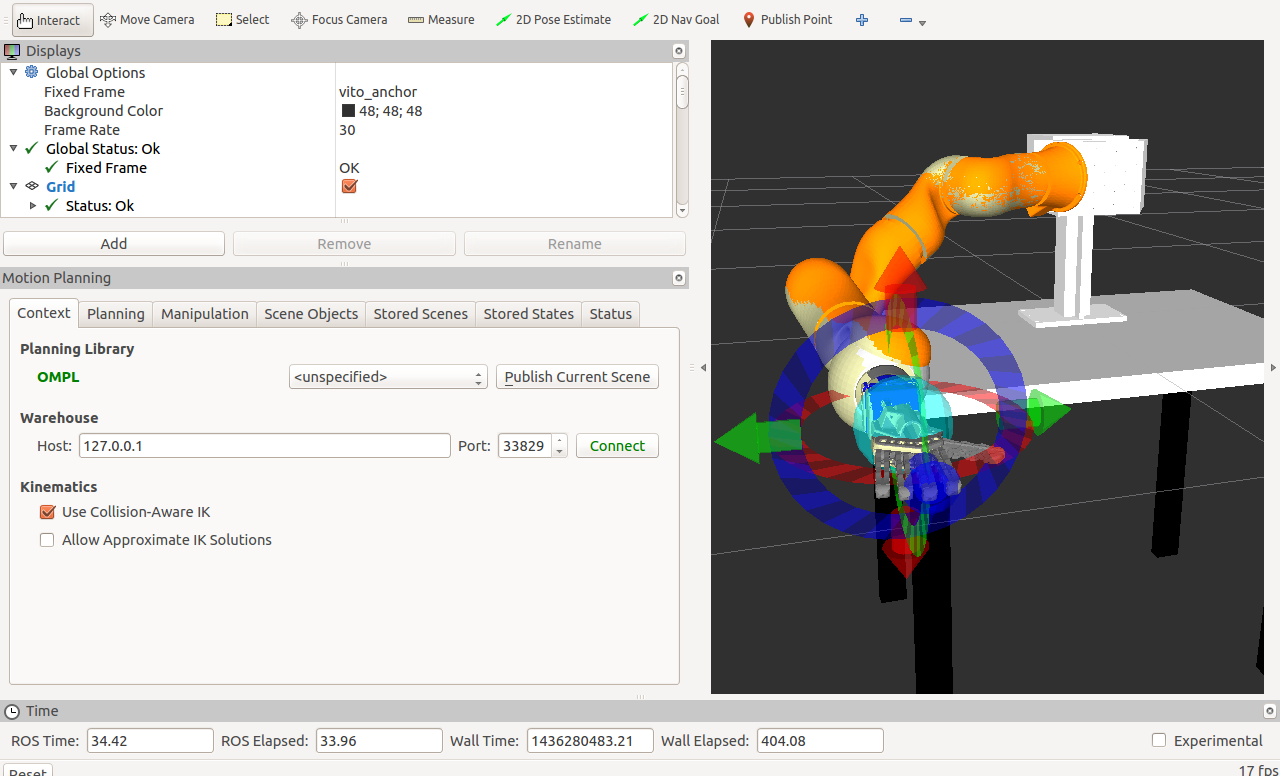 Interact Move Camera Select Focus Camera Measure 2D Pose Estimate 2D Nav Goal Publish Point
Displays
Global Options
Fixed Frame vito_anchor
Background Color 48; 48; 48
Frame Rate 30
Global Status: Ok
Fixed Frame OK
Grid
Status: Ok
Add Remove Rename
Motion Planning
Context Planning Manipulation Scene Objects Stored Scenes Stored States Status
Planning Library
OMPL <unspecified> Publish Current Scene
Warehouse
Host: 127.0.0.1 Port: 33829 Connect
Kinematics
Use Collision-Aware IK
Allow Approximate IK Solutions
Time
ROS Time: 34.42 ROS Elapsed: 33.96 Wall Time: 1436280483.21 Wall Elapsed: 404.08 Experimental
Reset 17 fps